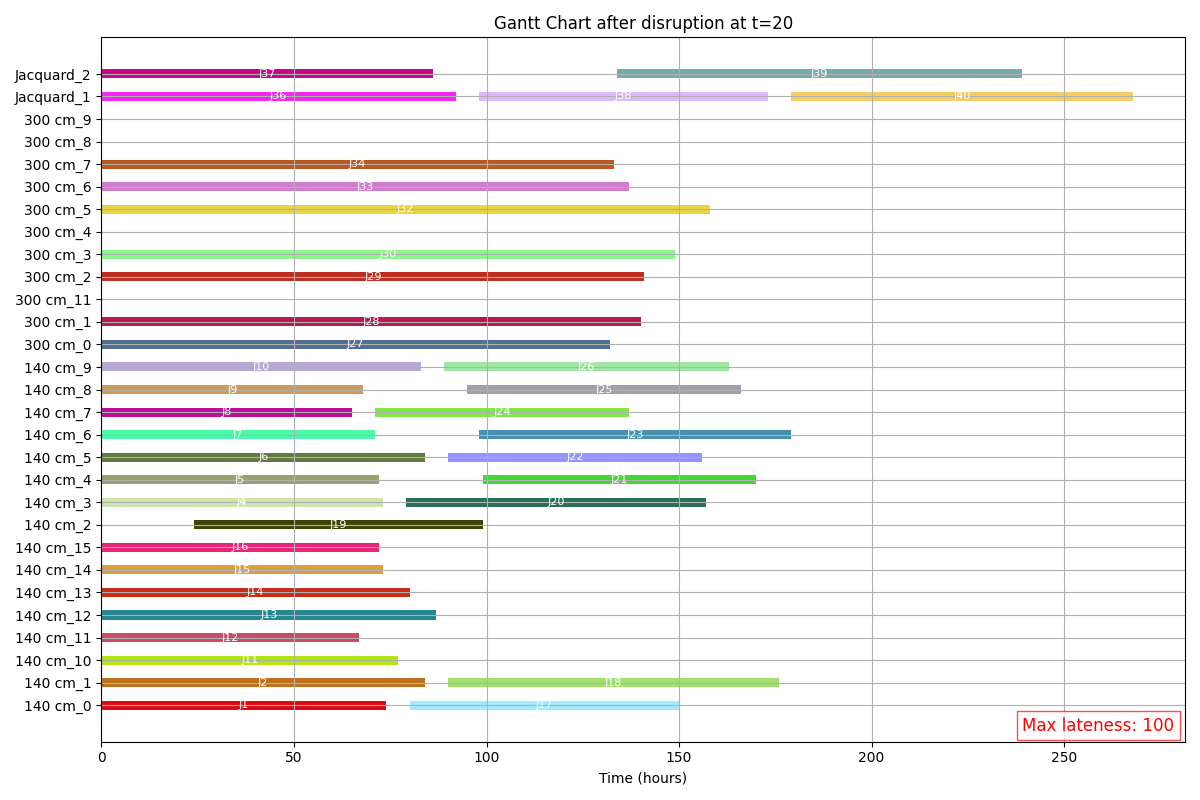 Gantt Chart after disruption at t=20
Jacquard_2 J37 J39
Jacquard_1 J36 J38 J40
300 cm_9
300 cm_8
300 cm_7 J34
300 cm_6 J33
300 cm_5 J32
300 cm_4
300 cm_3 J30
300 cm_2 J29
300 cm_11
300 cm_1 J28
300 cm_0 J27
140 cm_9 J10 J26
140 cm_8 J9 J25
140 cm_7 J8 J24
140 cm_6 J7 J23
140 cm_5 J6 J22
140 cm_4 J5 J21
140 cm_3 J4 J20
140 cm_2 J19
140 cm_15 J16
140 cm_14 J15
140 cm_13 J14
140 cm_12 J13
140 cm_11 J12
140 cm_10 J11
140 cm_1 J2 J18
140 cm_0 J1 J17
Max lateness: 100
0 50 100 150 200 250
Time (hours)